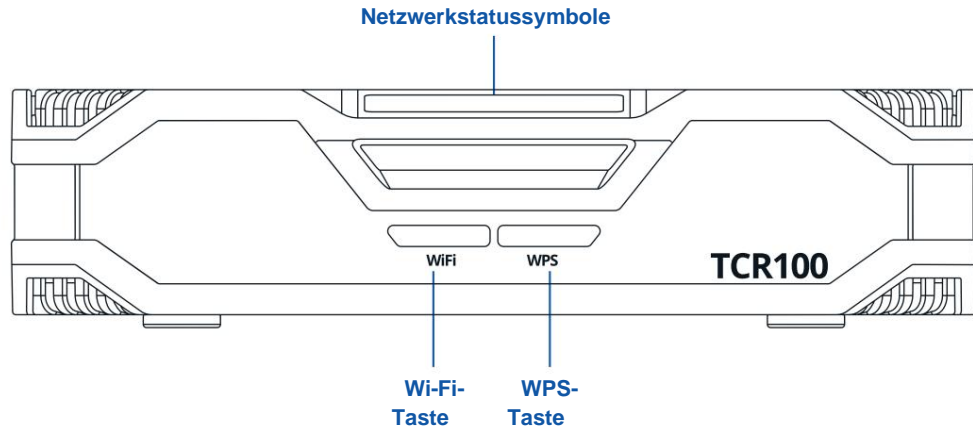 Netzwerkstatussymbole
WiFi
WPS
TCR100
Wi-Fi-
Taste
WPS-
Taste